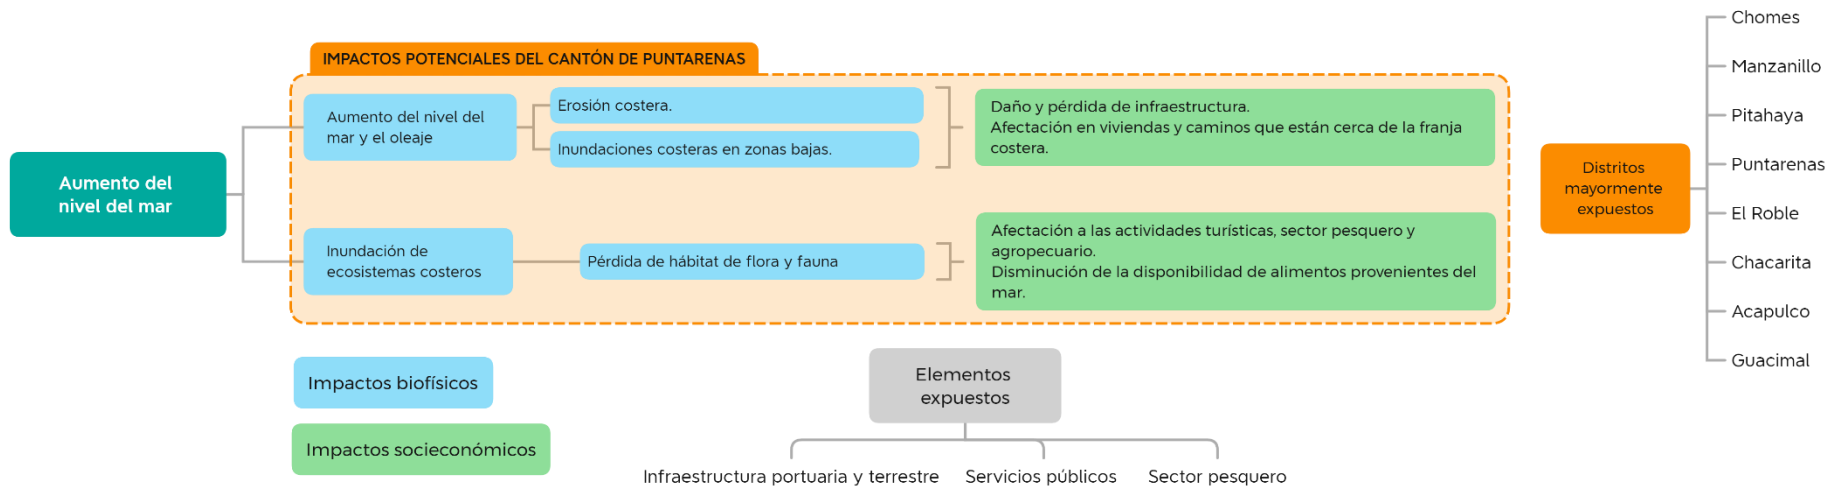 IMPACTOS POTENCIALES DEL CANTÓN DE PUNTARENAS
Aumento del
nivel del mar
Aumento del nivel del
mar y el oleaje
Erosión costera.
Inundaciones costeras en zonas bajas.
Daño y pérdida de infraestructura.
Afectación en viviendas y caminos que están cerca de la franja
costera.
Inundación de
ecosistemas costeros
Pérdida de hábitat de flora y fauna
Afectación a las actividades turísticas, sector pesquero y
agropecuario.
Disminución de la disponibilidad de alimentos provenientes del
mar.
Distritos
mayormente
expuestos
Chomes
Manzanillo
Pitahaya
Puntarenas
El Roble
Chacarita
Acapulco
Guacimal
Impactos biofísicos
Impactos socieconómicos
Elementos
expuestos
Infraestructura portuaria y terrestre
Servicios públicos
Sector pesquero